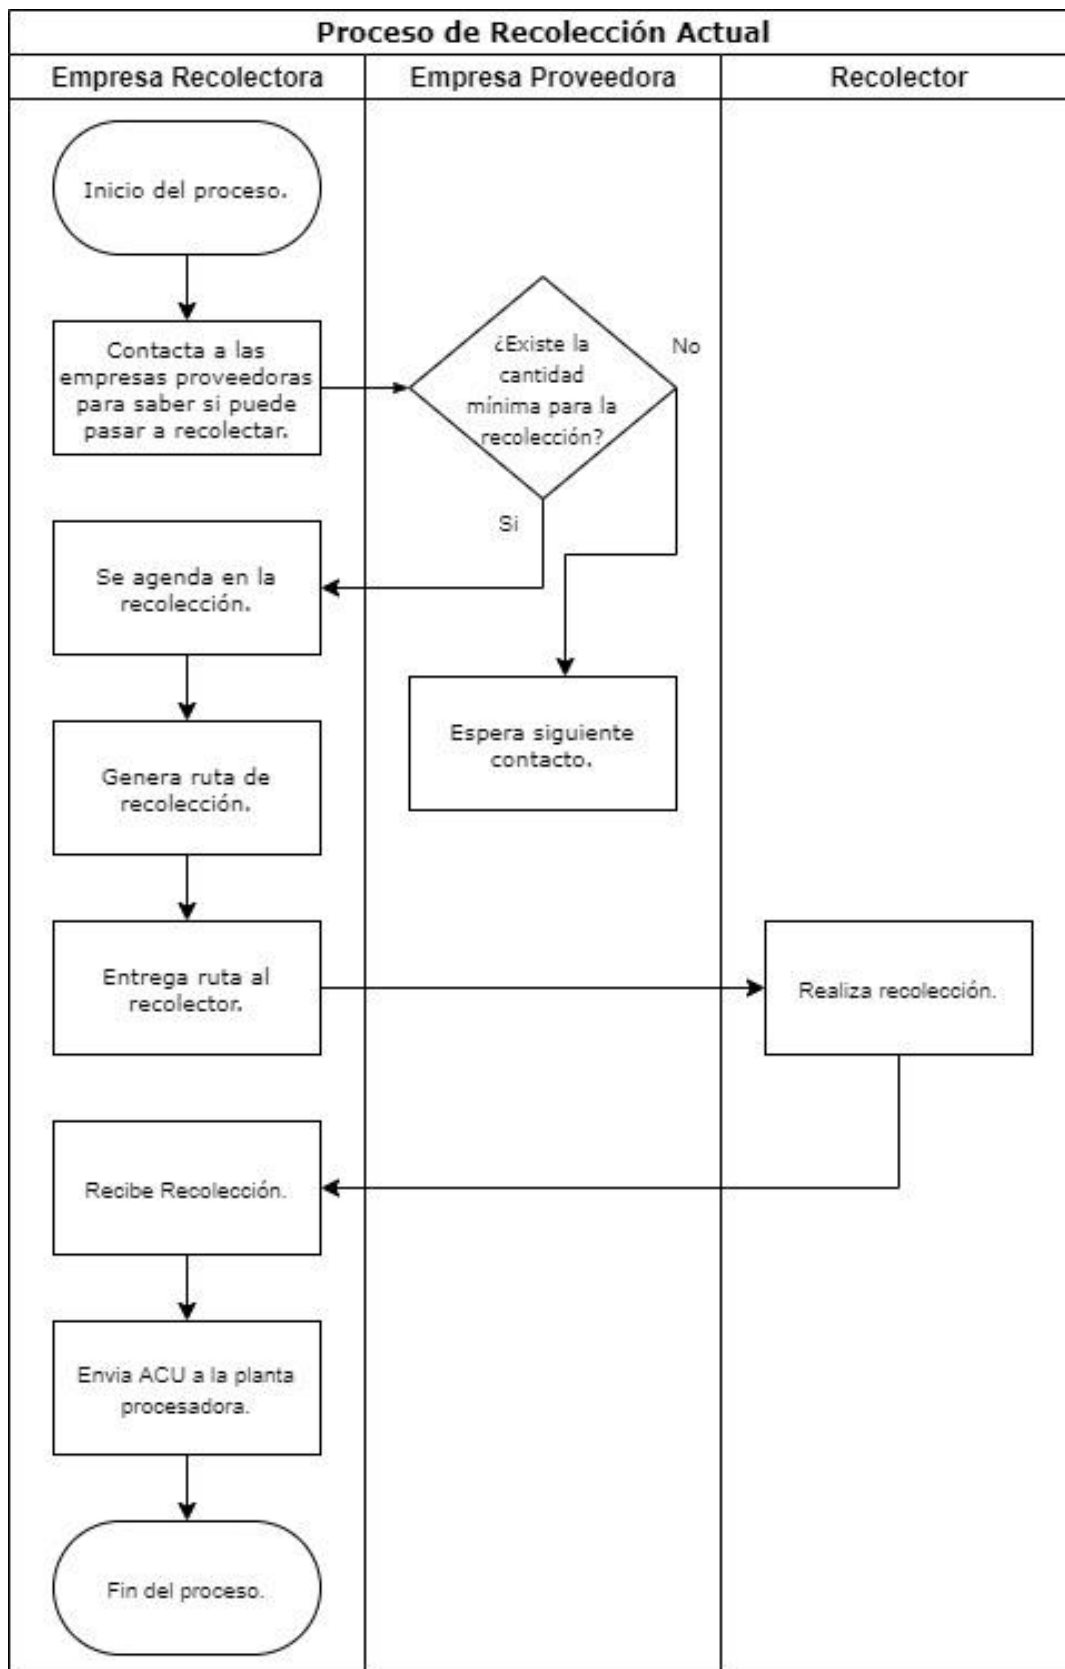 Proceso de Recolección Actual
Empresa Recolectora
Empresa Proveedora
Recolector
Inicio del proceso.
Contacta a las
empresas proveedoras
para saber si puede
pasar a recolectar.
¿Existe la
cantidad
mínima para la
recolección?
No
Si
Se agenda en la
recolección.
Espera siguiente
contacto.
Genera ruta de
recolección.
Entrega ruta al
recolector.
Realiza recolección.
Recibe Recolección.
Envia ACU a la planta
procesadora.
Fin del proceso.